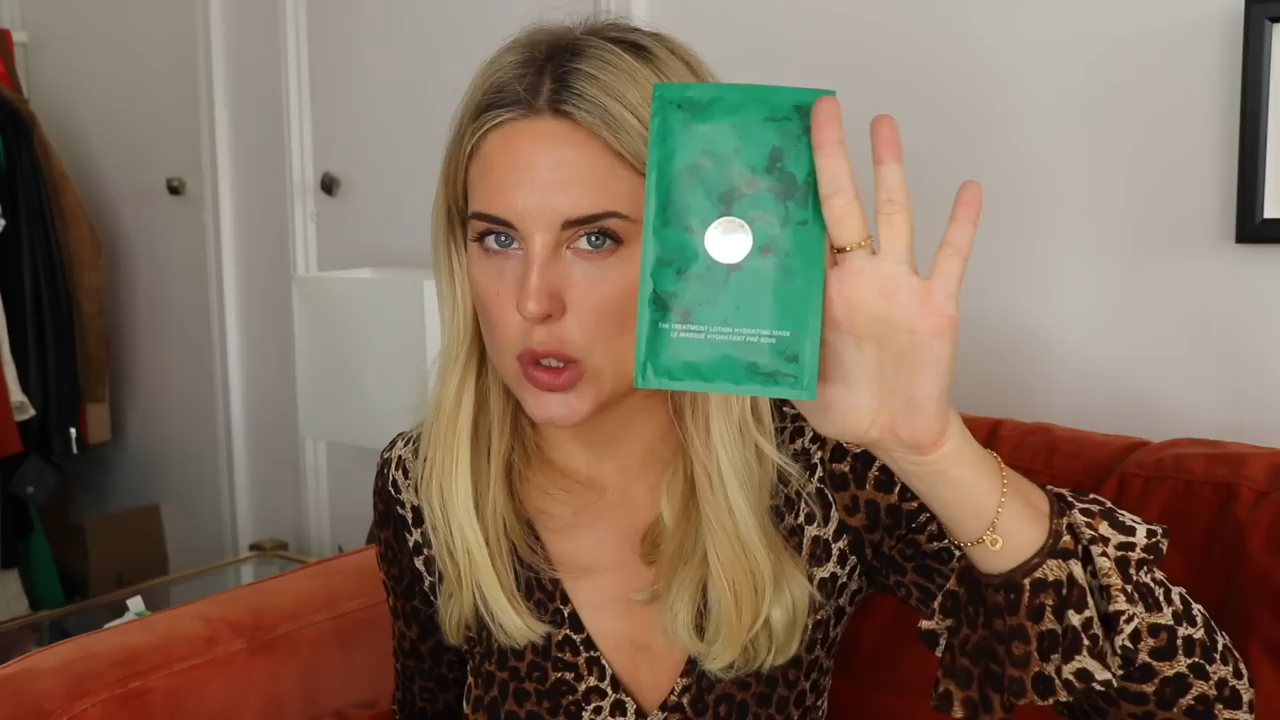 THE TREATMENT LOTION HYDRATING MASK
LE MASQUE HYDRATANT PRÉ-SOIN